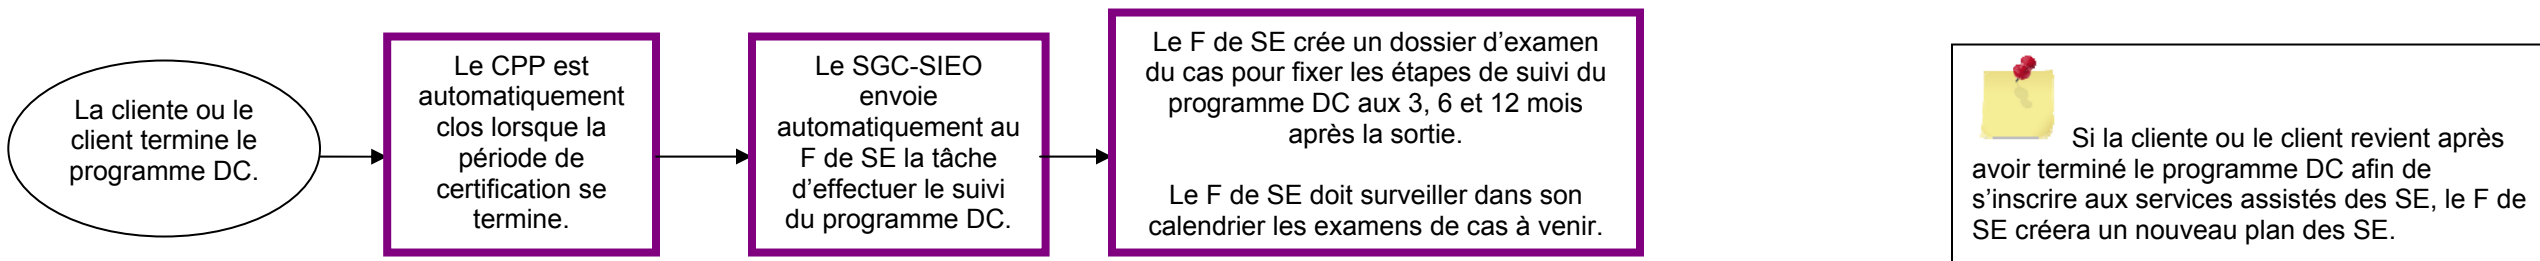 La cliente ou le
client termine le
programme DC.
Le CPP est
automatiquement
clos lorsque la
période de
certification se
termine.
Le SGC-SIEO
envoie
automatiquement au
F de SE la tâche
d’effectuer le suivi
du programme DC.
Le F de SE crée un dossier d’examen
du cas pour fixer les étapes de suivi du
programme DC aux 3, 6 et 12 mois
après la sortie.
Le F de SE doit surveiller dans son
calendrier les examens de cas à venir.
Si la cliente ou le client revient après
avoir terminé le programme DC afin de
s’inscrire aux services assistés des SE, le F de
SE créera un nouveau plan des SE.